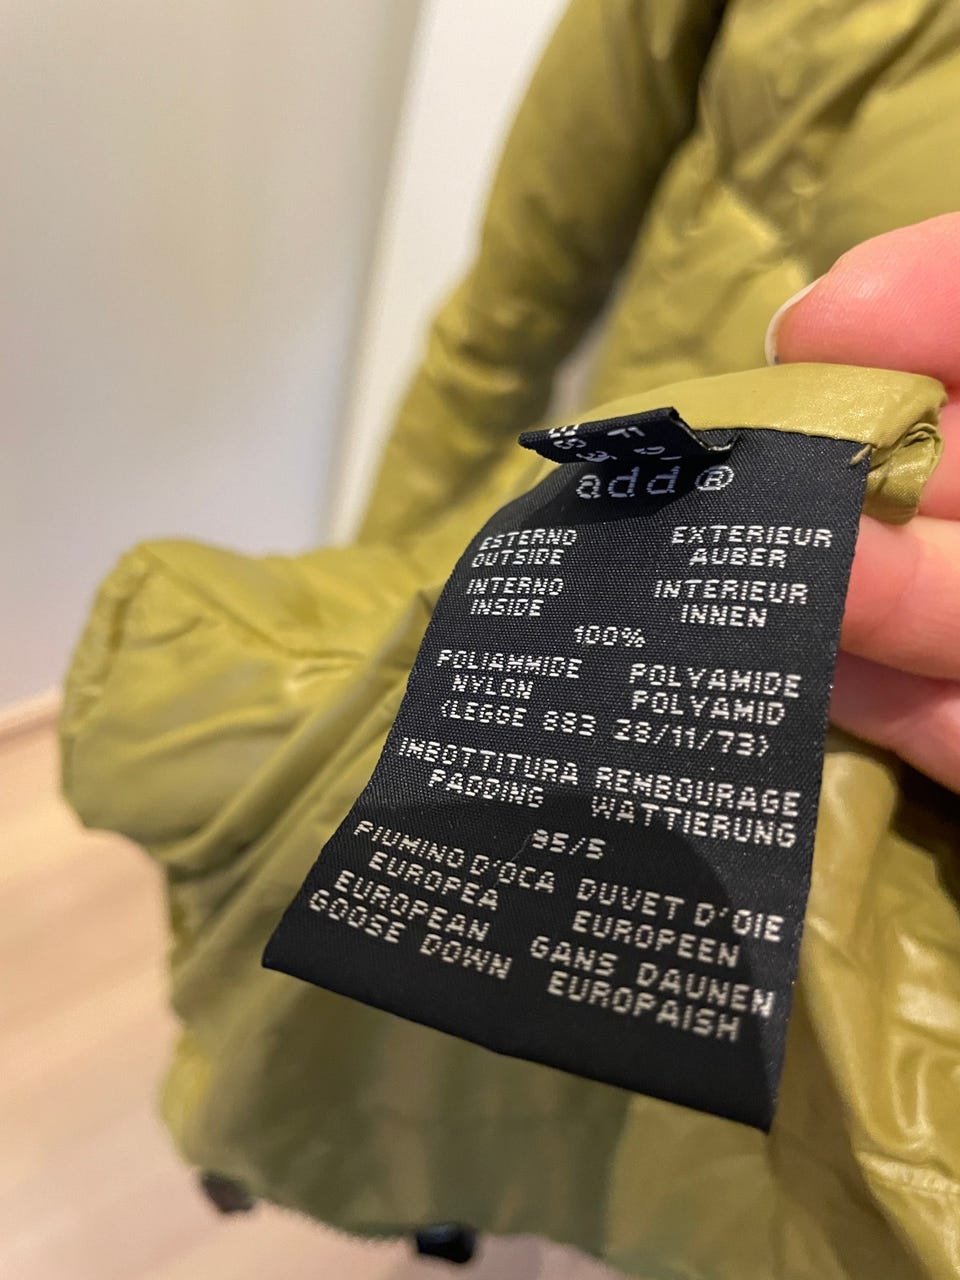 add®
ESTERNO EXTERIEUR
OUTSIDE AUBER
INTERNO INTERIEUR
INSIDE INNEN
100%
POLIAMMIDE POLYAMIDE
NYLON POLYAMID
(LEGGE 883 28/11/73)
IMBOTTITURA REMBOURAGE
PADDING WATTIERUNG
95/5
PIUMINO D'OCA DUVET D'OIE
EUROPEA EUROPEEN
EUROPEAN GANS DAUNEN
GOOSE DOWN EUROPAISH